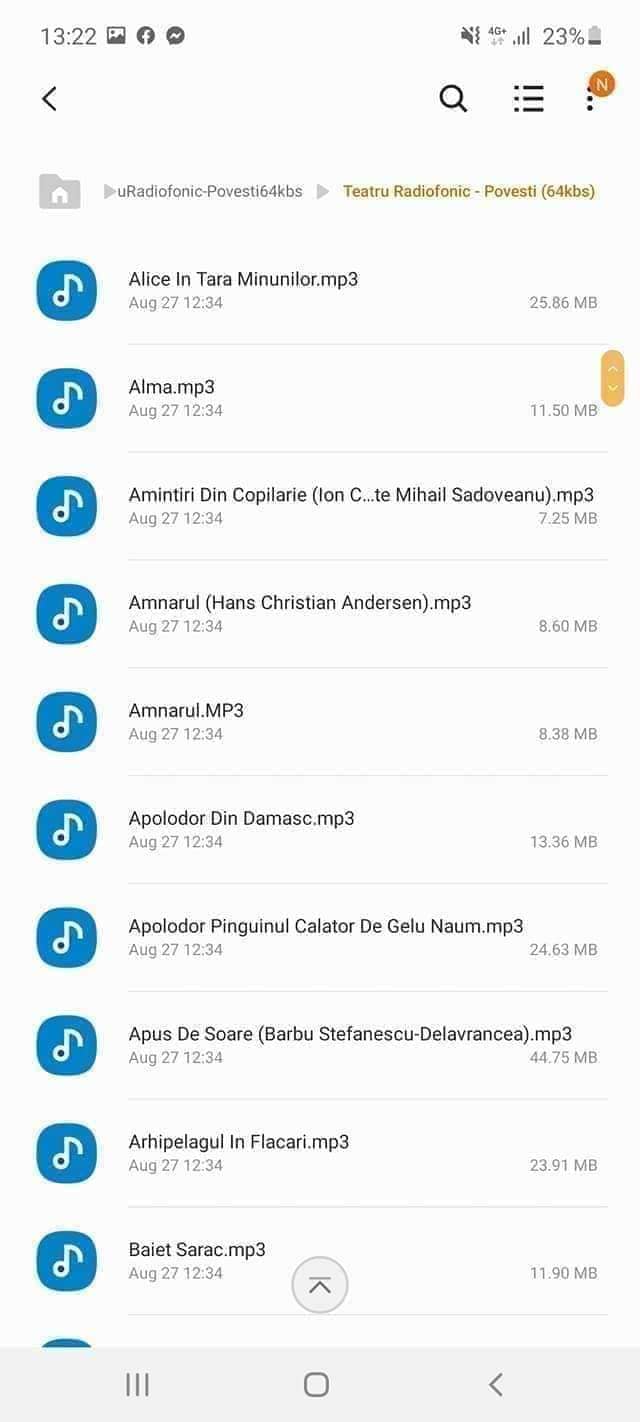 13:22 4G+ 23%
N
uRadiofonic-Povesti64kbs Teatru Radiofonic - Povesti (64kbs)
Alice In Tara Minunilor.mp3
Aug 27 12:34 25.86 MB
Alma.mp3
Aug 27 12:34 11.50 MB
Amintiri Din Copilarie (Ion C...te Mihail Sadoveanu).mp3
Aug 27 12:34 7.25 MB
Amnarul (Hans Christian Andersen).mp3
Aug 27 12:34 8.60 MB
Amnarul.MP3
Aug 27 12:34 8.38 MB
Apolodor Din Damasc.mp3
Aug 27 12:34 13.36 MB
Apolodor Pinguinul Calator De Gelu Naum.mp3
Aug 27 12:34 24.63 MB
Apus De Soare (Barbu Stefanescu-Delavrancea).mp3
Aug 27 12:34 44.75 MB
Arhipelagul In Flacari.mp3
Aug 27 12:34 23.91 MB
Baiet Sarac.mp3
Aug 27 12:34 11.90 MB